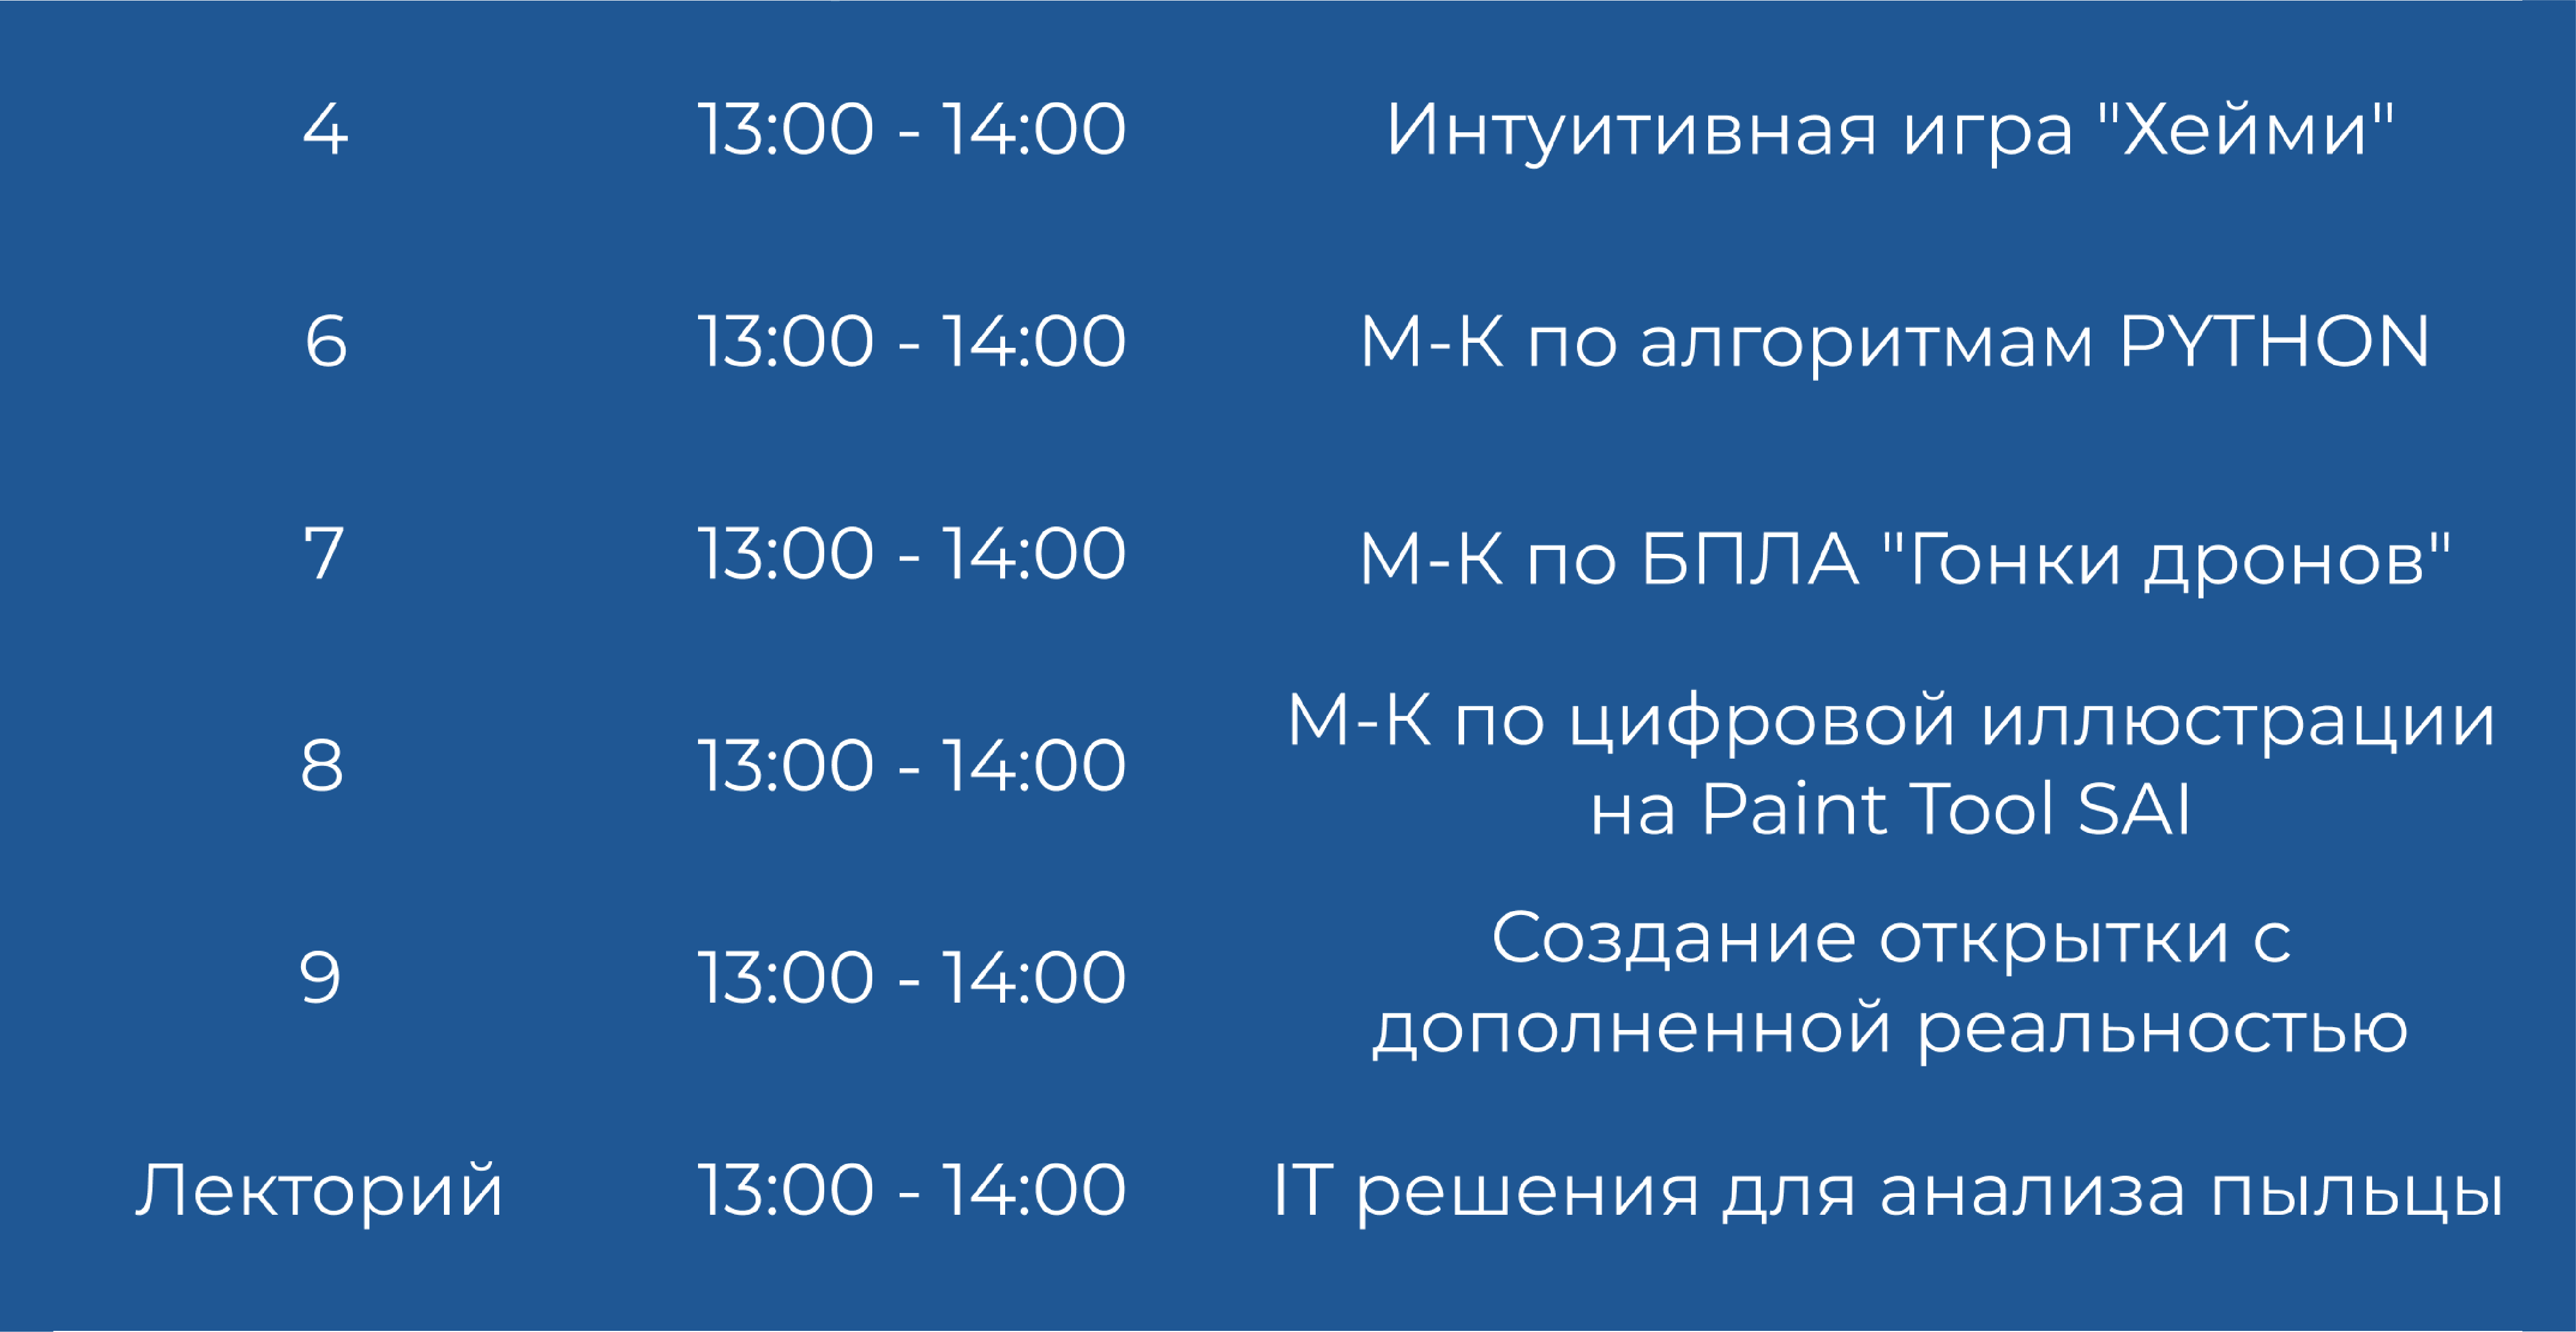 4 13:00 - 14:00 Интуитивная игра "Хейми"
6 13:00 - 14:00 М-К по алгоритмам PYTHON
7 13:00 - 14:00 М-К по БПЛА "Гонки дронов"
8 13:00 - 14:00 М-К по цифровой иллюстрации
на Paint Tool SAI
9 13:00 - 14:00 Создание открытки с
дополненной реальностью
Лекторий 13:00 - 14:00 IT решения для анализа пыльцы